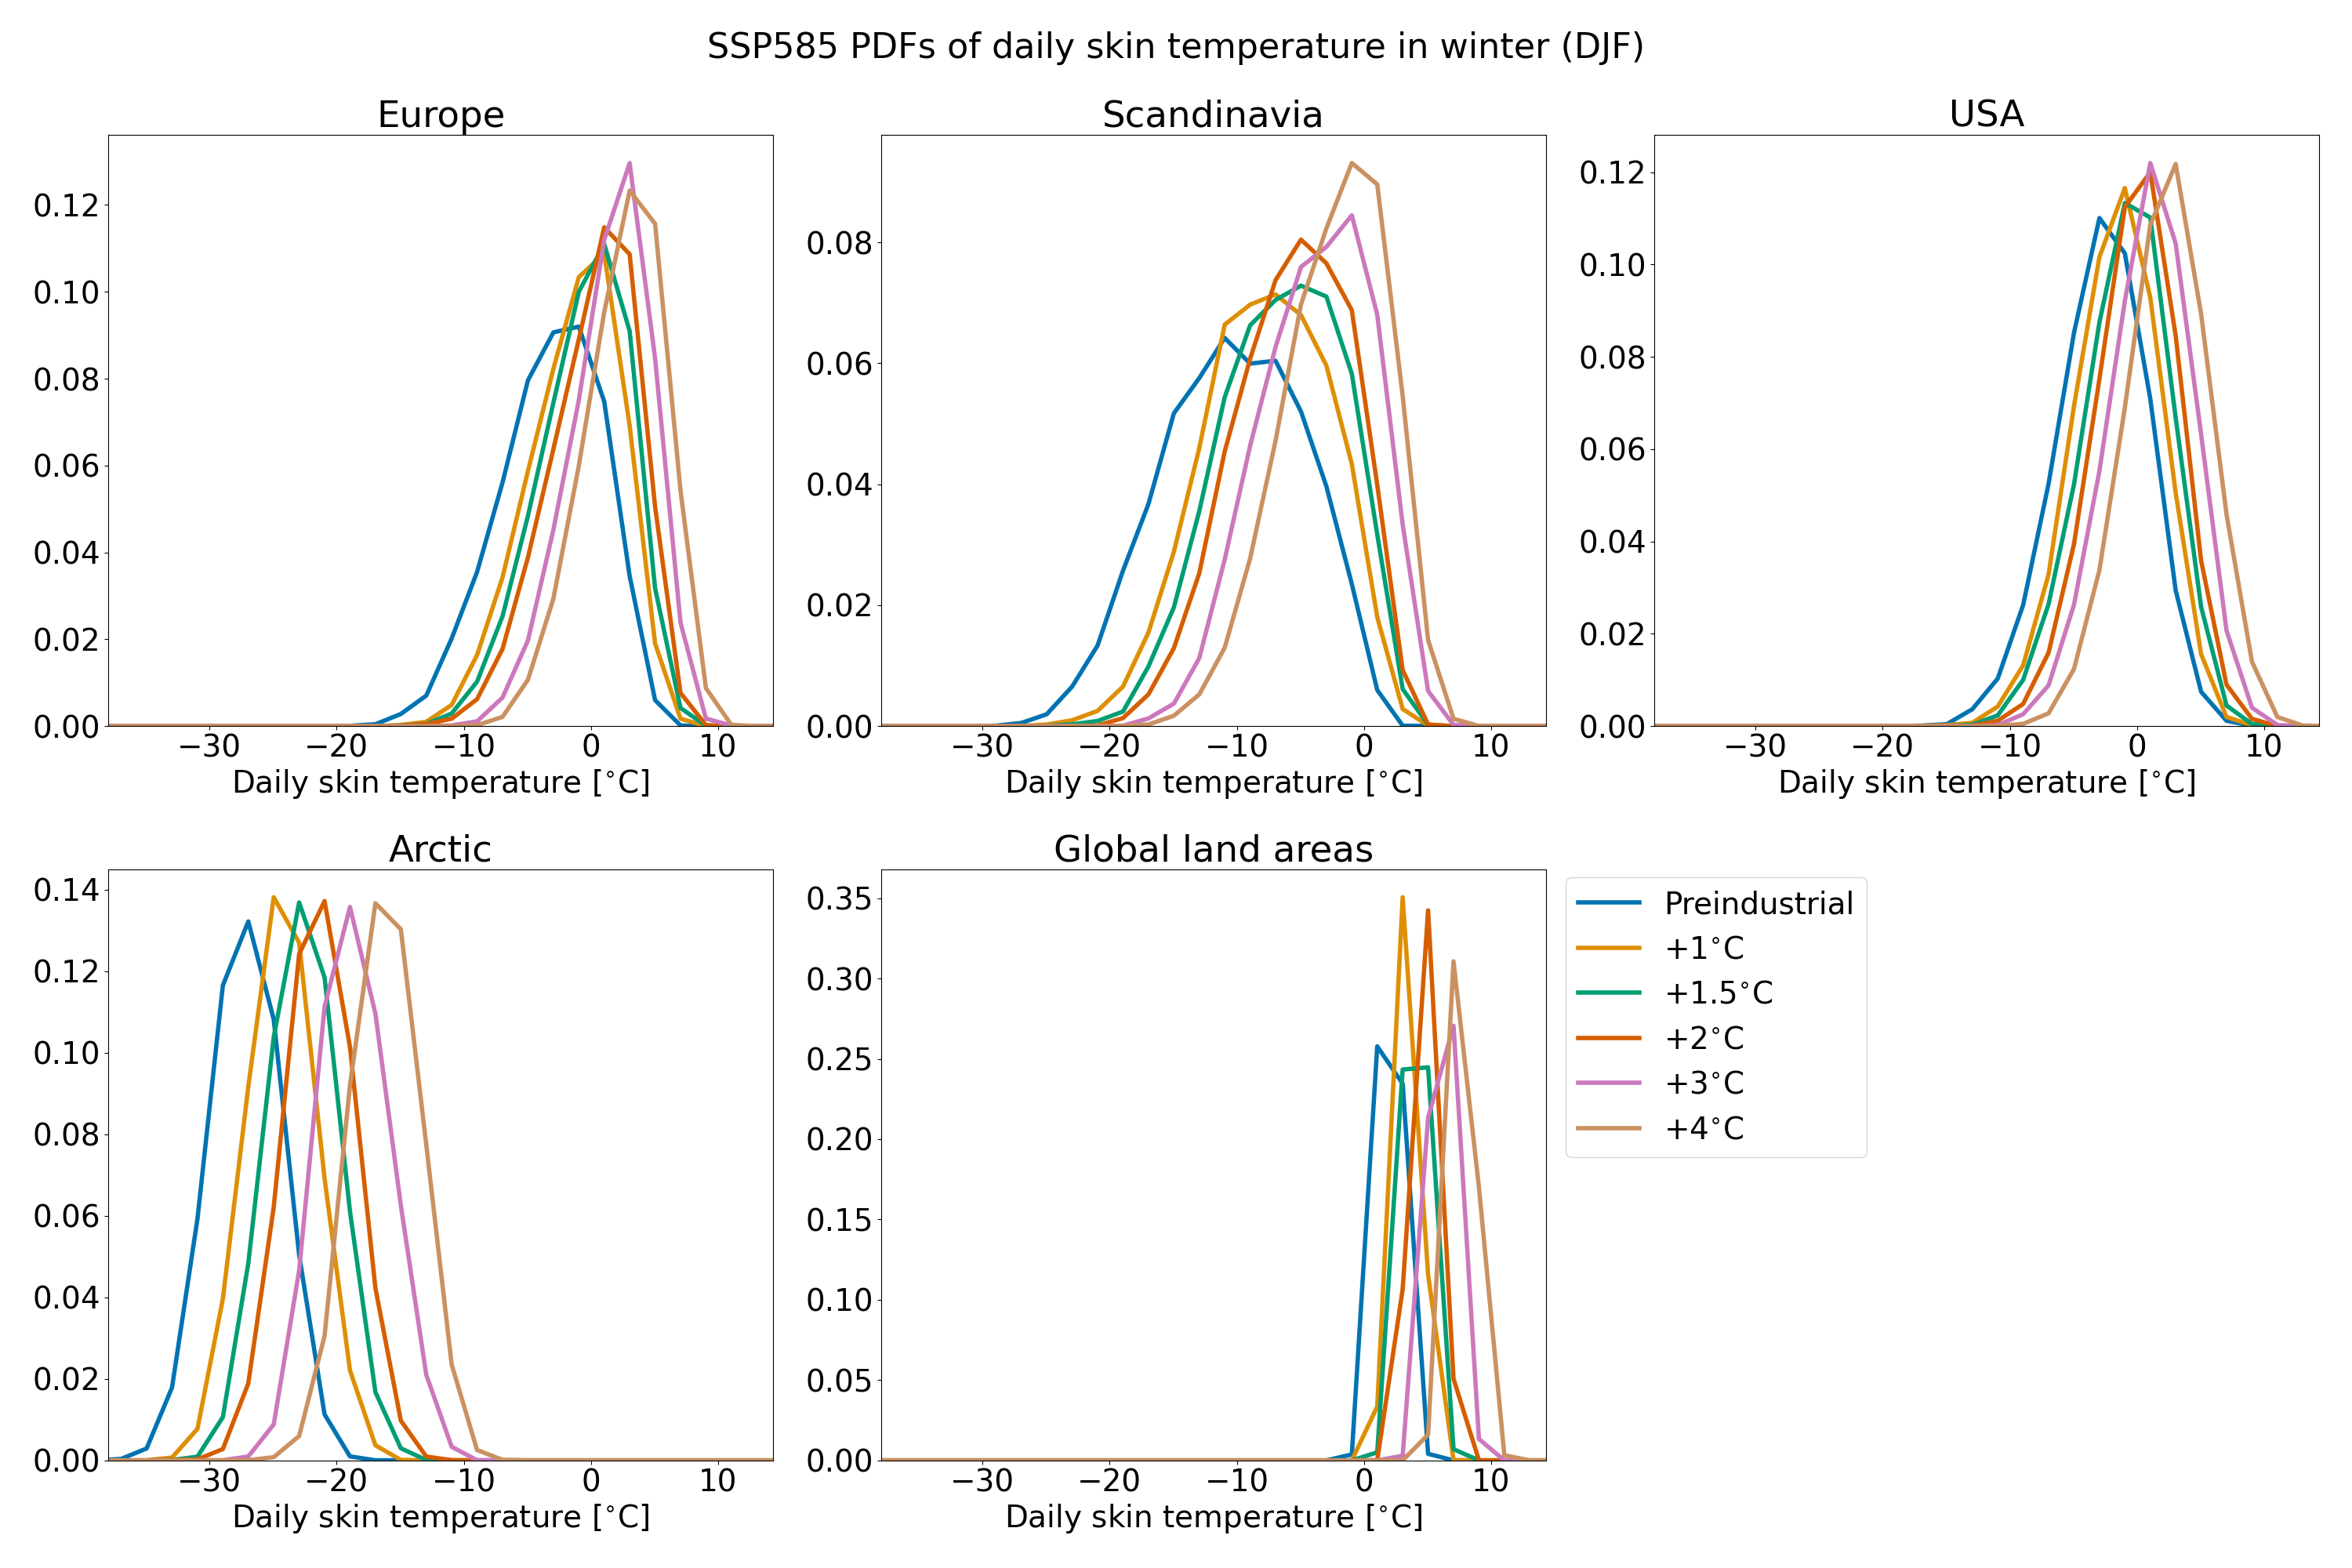 SSP585 PDFs of daily skin temperature in winter (DJF)
Europe
0.12
0.10
0.08
0.06
0.04
0.02
0.00
−30 −20 −10 0 10
Daily skin temperature [°C]
Scandinavia
0.08
0.06
0.04
0.02
0.00
−30 −20 −10 0 10
Daily skin temperature [°C]
USA
0.12
0.10
0.08
0.06
0.04
0.02
0.00
−30 −20 −10 0 10
Daily skin temperature [°C]
Arctic
0.14
0.12
0.10
0.08
0.06
0.04
0.02
0.00
−30 −20 −10 0 10
Daily skin temperature [°C]
Global land areas
0.35
0.30
0.25
0.20
0.15
0.10
0.05
0.00
−30 −20 −10 0 10
Daily skin temperature [°C]
Preindustrial
+1°C
+1.5°C
+2°C
+3°C
+4°C